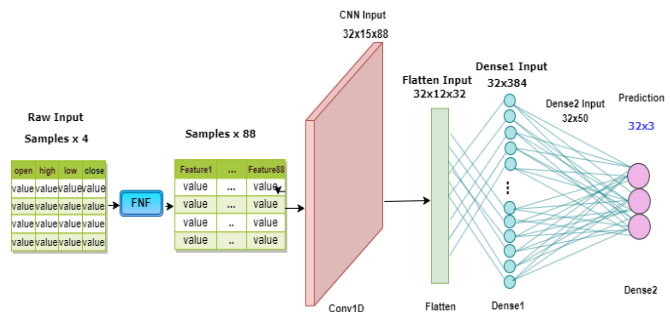 CNN Input
32x15x88
Dense1 Input
32x384
Flatten Input
32x12x32
Dense2 Input
32x50
Prediction
32x3
Raw Input
Samples x 4
Samples x 88
open high low close
value value value value
value value value value
value value value value
value value value value
FNF
Feature1 ... Feature88
value ... value
value ... value
value .. value
value .. value
Conv1D
Flatten
Dense1
Dense2